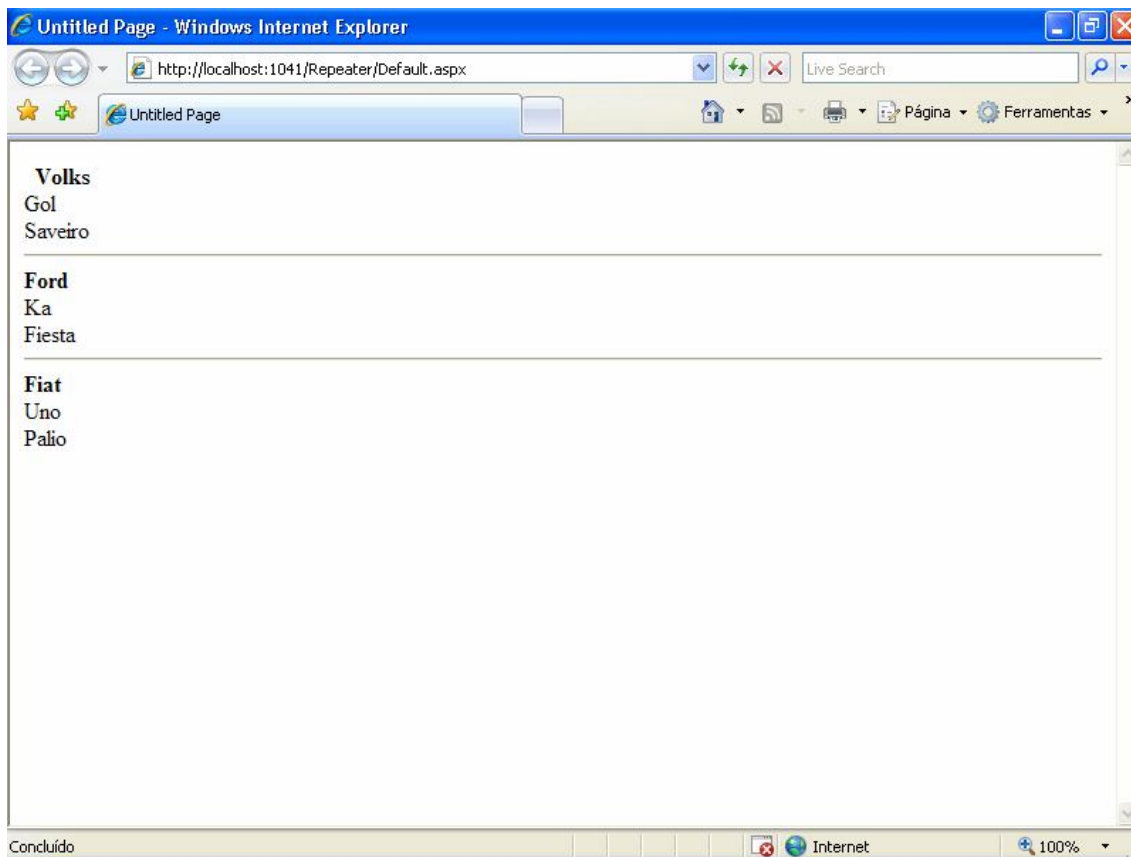 Untitled Page - Windows Internet Explorer
http://localhost:1041/Repeater/Default.aspx
Live Search
Untitled Page
Página
Ferramentas
Volks
Gol
Saveiro
Ford
Ka
Fiesta
Fiat
Uno
Palio
Concluído
Internet
100%